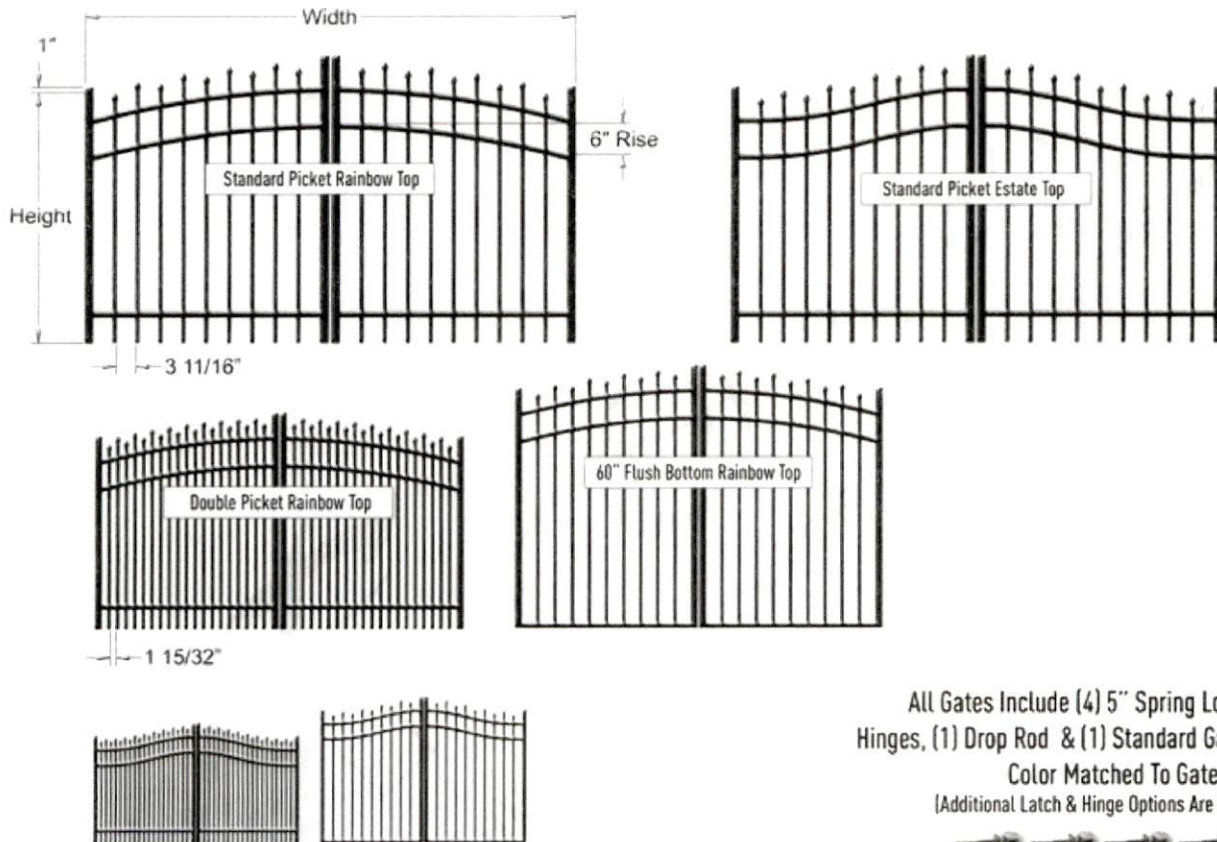 Width
1"
6" Rise
Standard Picket Rainbow Top
Standard Picket Estate Top
Height
3 11/16"
60" Flush Bottom Rainbow Top
Double Picket Rainbow Top
1 15/32"
All Gates Include (4) 5" Spring Lo
Hinges, (1) Drop Rod & (1) Standard Ga
Color Matched To Gate
(Additional Latch & Hinge Options Are